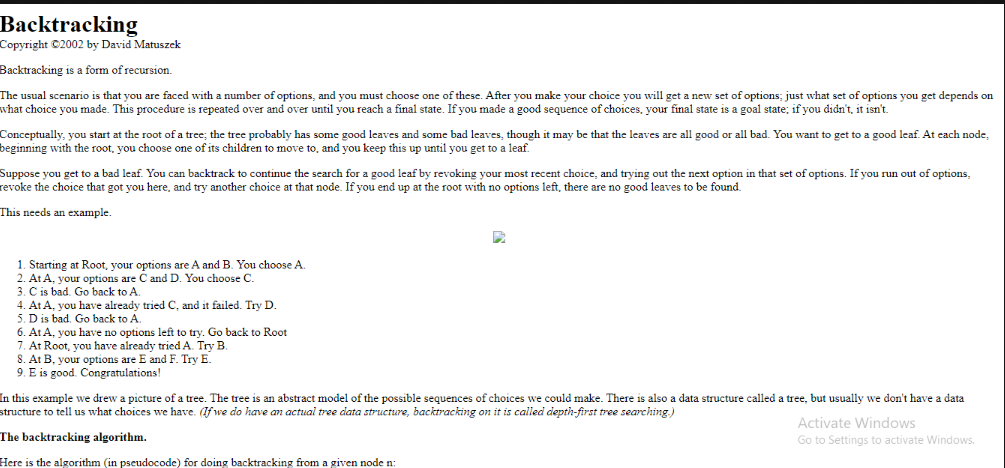 Backtracking
Copyright ©2002 by David Matuszek
Backtracking is a form of recursion.
The usual scenario is that you are faced with a number of options, and you must choose one of these. After you make your choice you will get a new set of options; just what set of options you get depends on
what choice you made. This procedure is repeated over and over until you reach a final state. If you made a good sequence of choices, your final state is a goal state; if you didn't, it isn't.
Conceptually, you start at the root of a tree; the tree probably has some good leaves and some bad leaves, though it may be that the leaves are all good or all bad. You want to get to a good leaf. At each node,
beginning with the root, you choose one of its children to move to, and you keep this up until you get to a leaf.
Suppose you get to a bad leaf. You can backtrack to continue the search for a good leaf by revoking your most recent choice, and trying out the next option in that set of options. If you run out of options,
revoke the choice that got you here, and try another choice at that node. If you end up at the root with no options left, there are no good leaves to be found.
This needs an example.
1. Starting at Root, your options are A and B. You choose A.
2. At A, your options are C and D. You choose C.
3. C is bad. Go back to A.
4. At A, you have already tried C, and it failed. Try D.
5. D is bad. Go back to A.
6. At A, you have no options left to try. Go back to Root
7. At Root, you have already tried A. Try B.
8. At B, your options are E and F. Try E.
9. E is good. Congratulations!
In this example we drew a picture of a tree. The tree is an abstract model of the possible sequences of choices we could make. There is also a data structure called a tree, but usually we don't have a data
structure to tell us what choices we have. (If we do have an actual tree data structure, backtracking on it is called depth-first tree searching.)
Activate Windows
Go to Settings to activate Windows.
The backtracking algorithm.
Here is the algorithm (in pseudocode) for doing backtracking from a given node n: